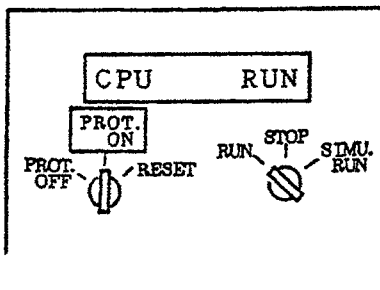 CPU RUN
PROT.
ON
PROT.
OFF
RESET
RUN
STOP
SIMU.
RUN